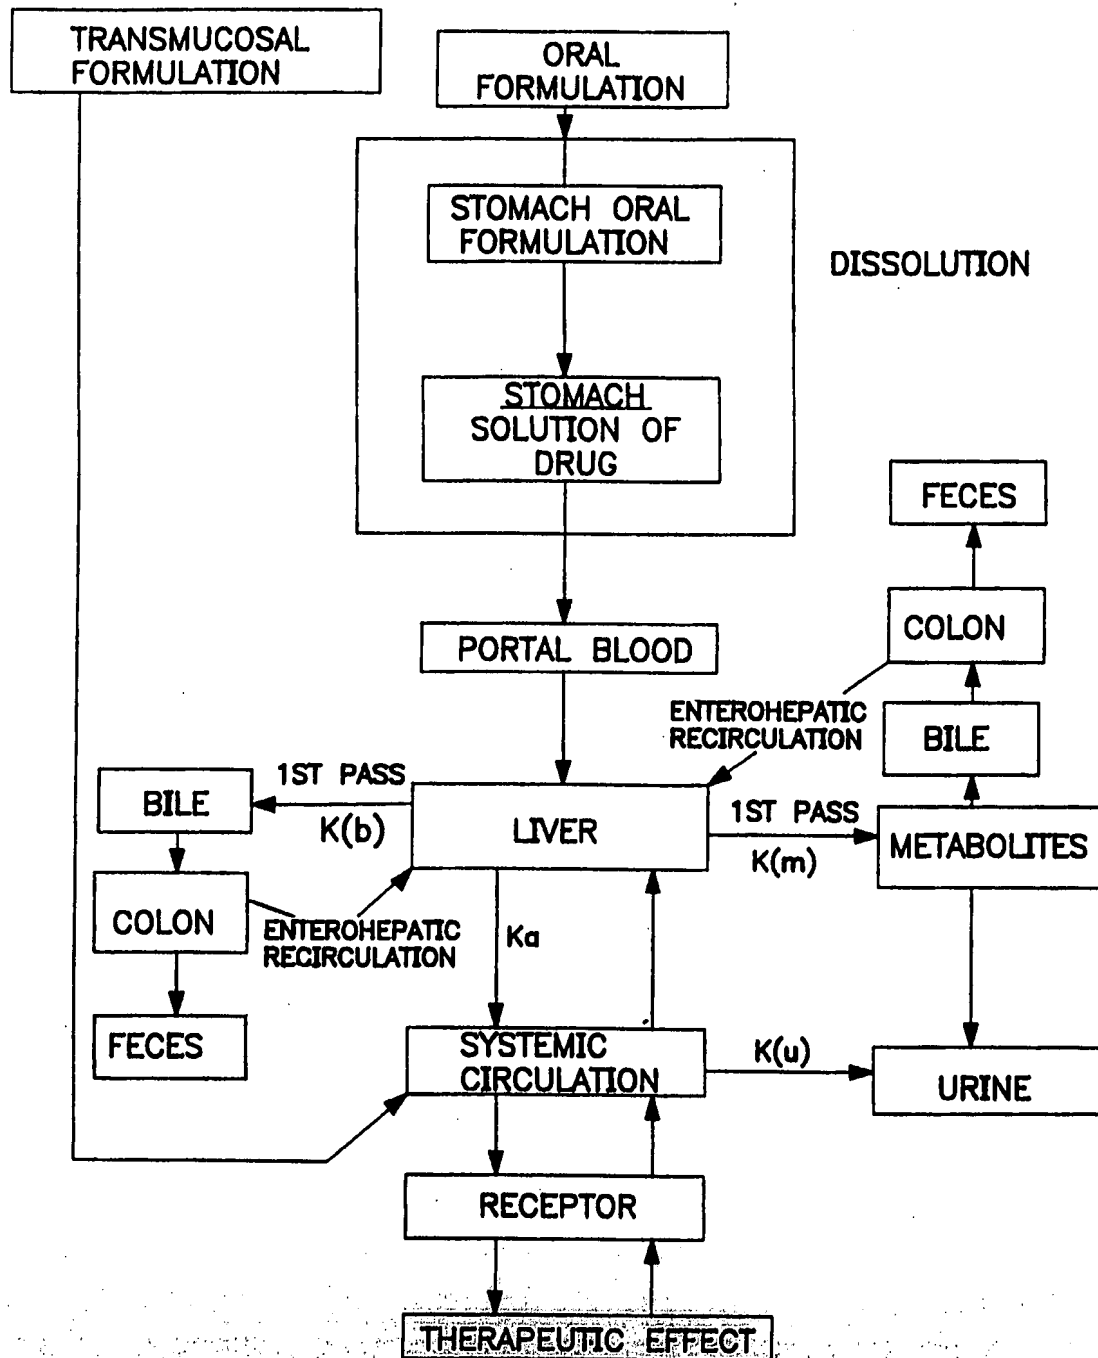 TRANSMUCOSAL
FORMULATION
ORAL
FORMULATION
STOMACH ORAL
FORMULATION
DISSOLUTION
STOMACH
SOLUTION OF
DRUG
FECES
COLON
PORTAL BLOOD
ENTEROHEPATIC
RECIRCULATION
BILE
1ST PASS
BILE
K(b)
LIVER
1ST PASS
K(m)
METABOLITES
COLON
ENTEROHEPATIC
RECIRCULATION
Ka
FECES
SYSTEMIC
CIRCULATION
K(u)
URINE
RECEPTOR
THERAPEUTIC EFFECT